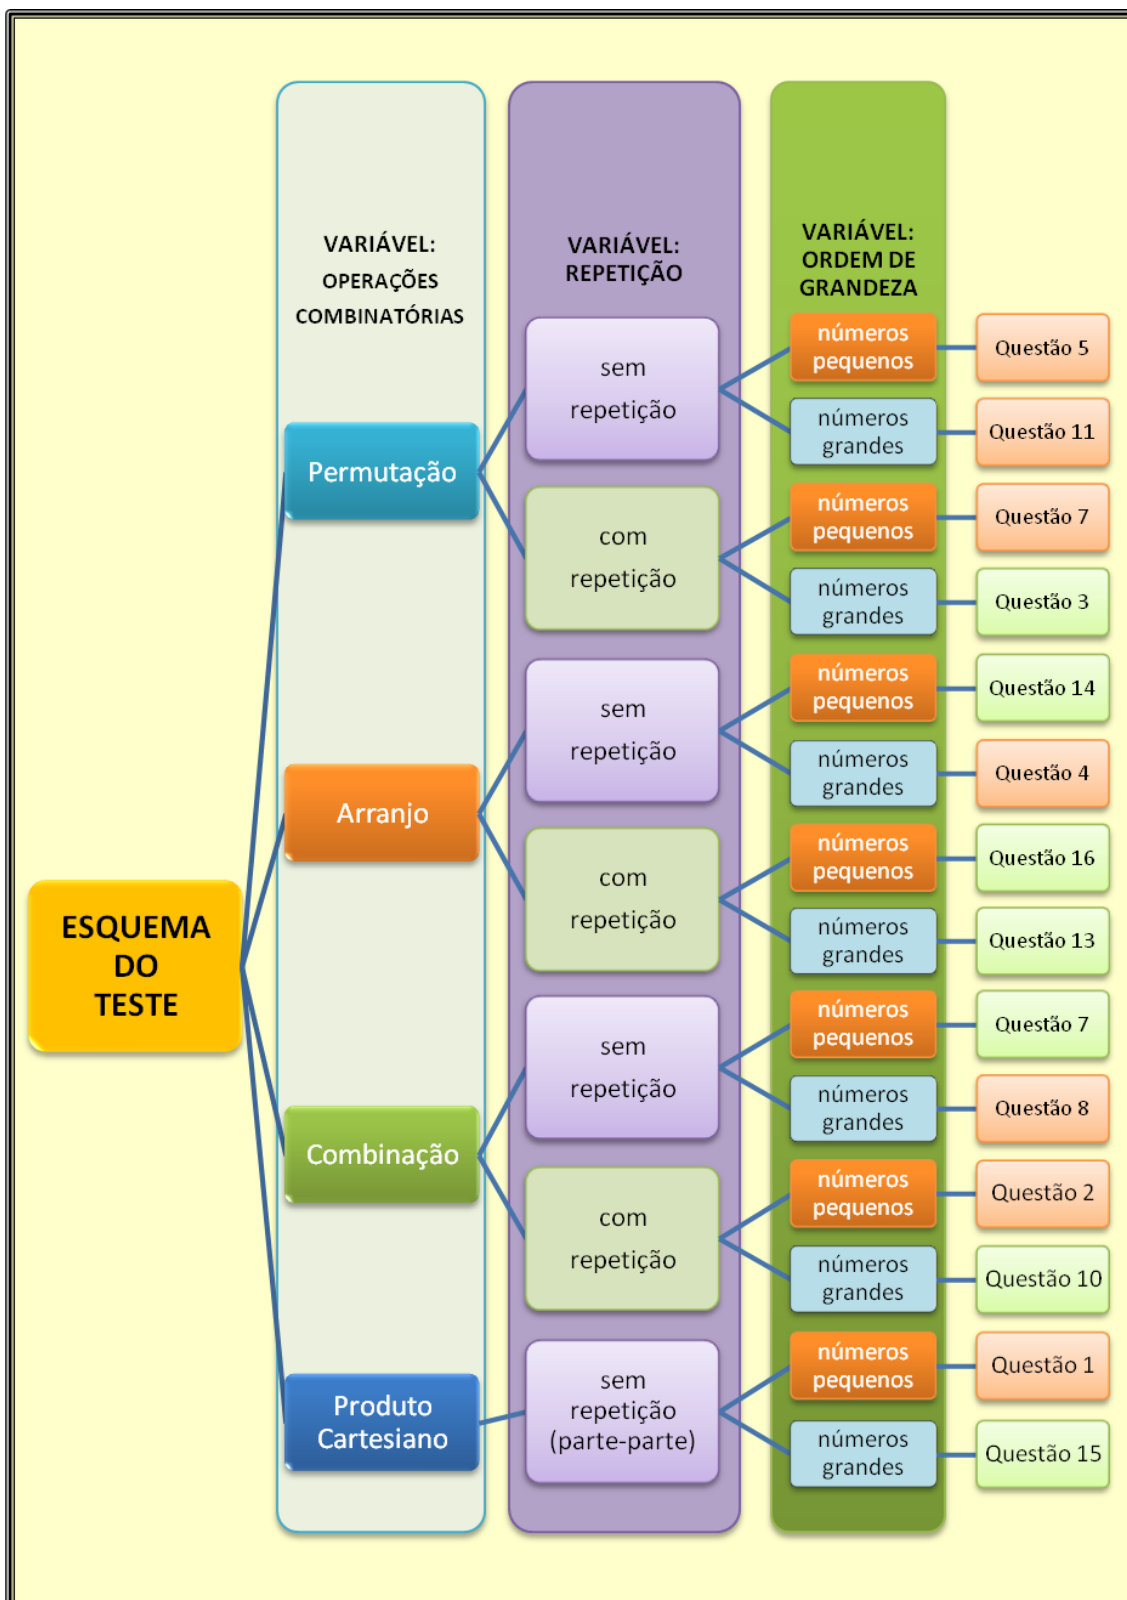 VARIÁVEL:
OPERAÇÕES
COMBINATÓRIAS
VARIÁVEL:
REPETIÇÃO
VARIÁVEL:
ORDEM DE
GRANDEZA
ESQUEMA
DO
TESTE
Permutação
sem
repetição
números
pequenos
Questão 5
números
grandes
Questão 11
com
repetição
números
pequenos
Questão 7
números
grandes
Questão 3
Arranjo
sem
repetição
números
pequenos
Questão 14
números
grandes
Questão 4
com
repetição
números
pequenos
Questão 16
números
grandes
Questão 13
Combinação
sem
repetição
números
pequenos
Questão 7
números
grandes
Questão 8
com
repetição
números
pequenos
Questão 2
números
grandes
Questão 10
Produto
Cartesiano
sem
repetição
(parte-parte)
números
pequenos
Questão 1
números
grandes
Questão 15